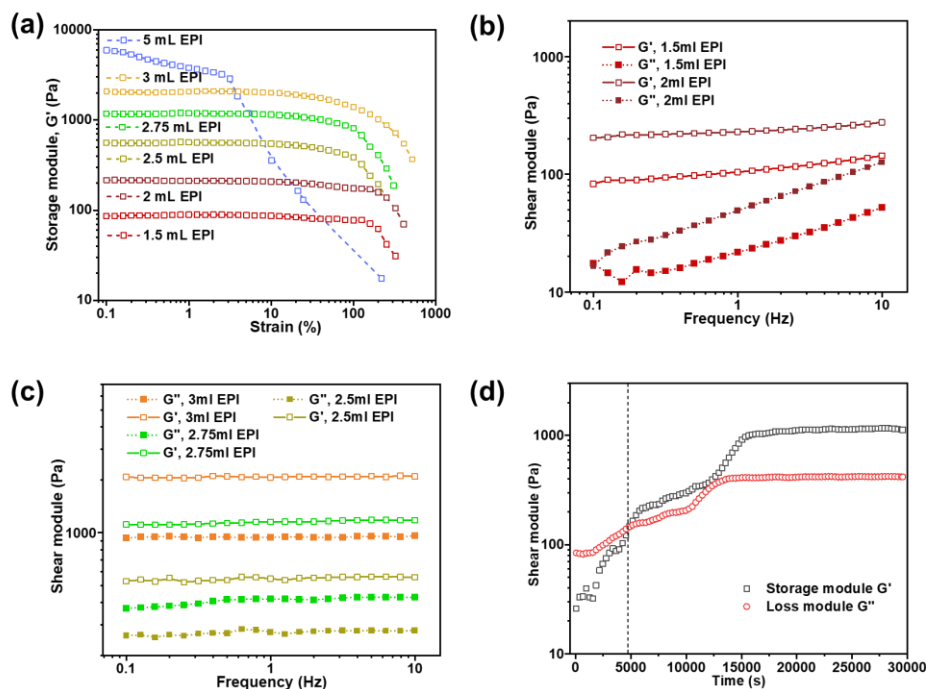 (a)
10000
1000
100
10
Storage module, G' (Pa)
5 mL EPI
3 mL EPI
2.75 mL EPI
2.5 mL EPI
2 mL EPI
1.5 mL EPI
0.1 1 10 100 1000
Strain (%)
(b)
1000
100
10
Shear module (Pa)
G', 1.5ml EPI
G", 1.5ml EPI
G', 2ml EPI
G", 2ml EPI
0.1 1 10
Frequency (Hz)
(c)
1000
Shear module (Pa)
G", 3ml EPI G", 2.5ml EPI
G', 3ml EPI G', 2.5ml EPI
G", 2.75ml EPI
G', 2.75ml EPI
0.1 1 10
Frequency (Hz)
(d)
1000
100
10
Shear module (Pa)
Storage module G'
Loss module G"
0 5000 10000 15000 20000 25000 30000
Time (s)